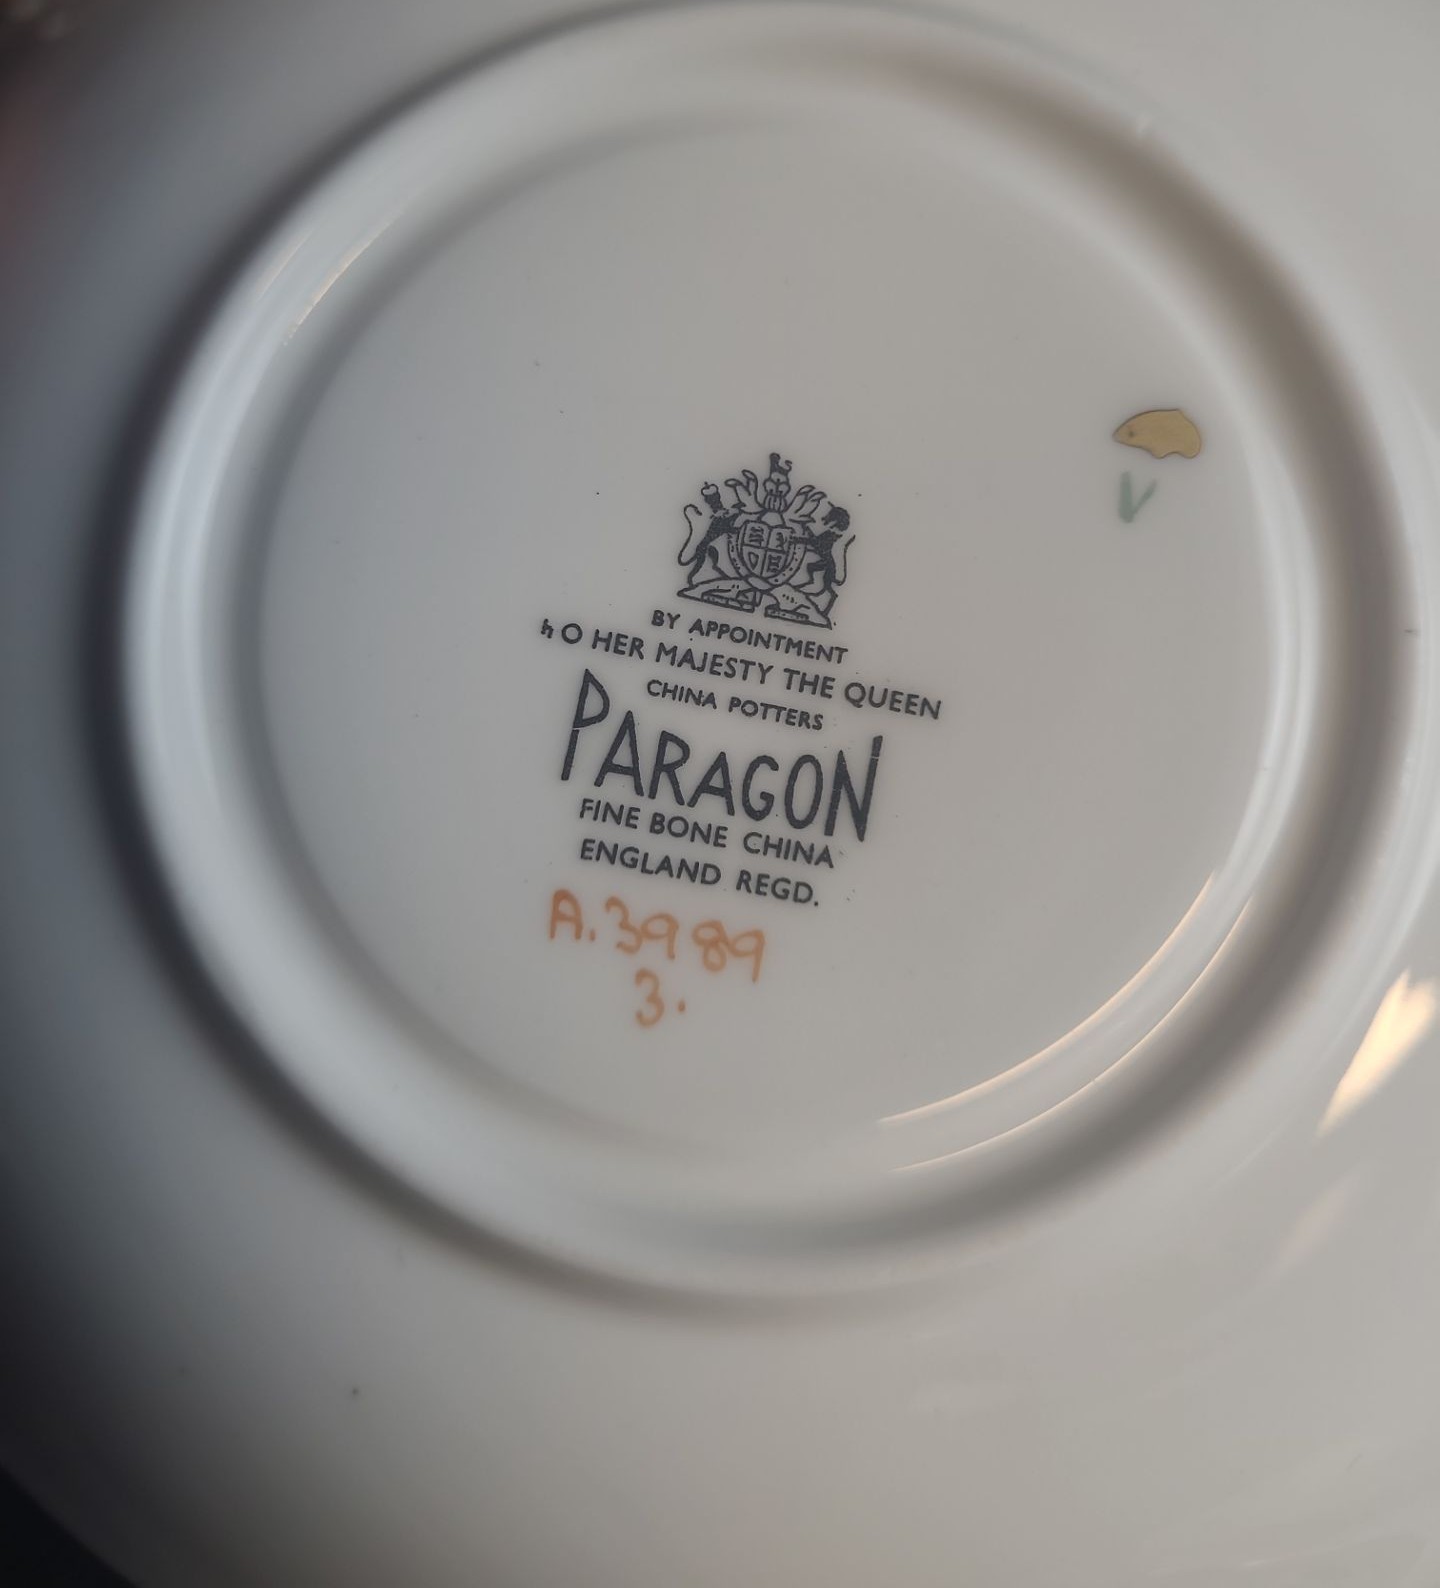 BY APPOINTMENT
TO HER MAJESTY THE QUEEN
CHINA POTTERS
PARAGON
FINE BONE CHINA
ENGLAND REGD.
A.3989
3.
V